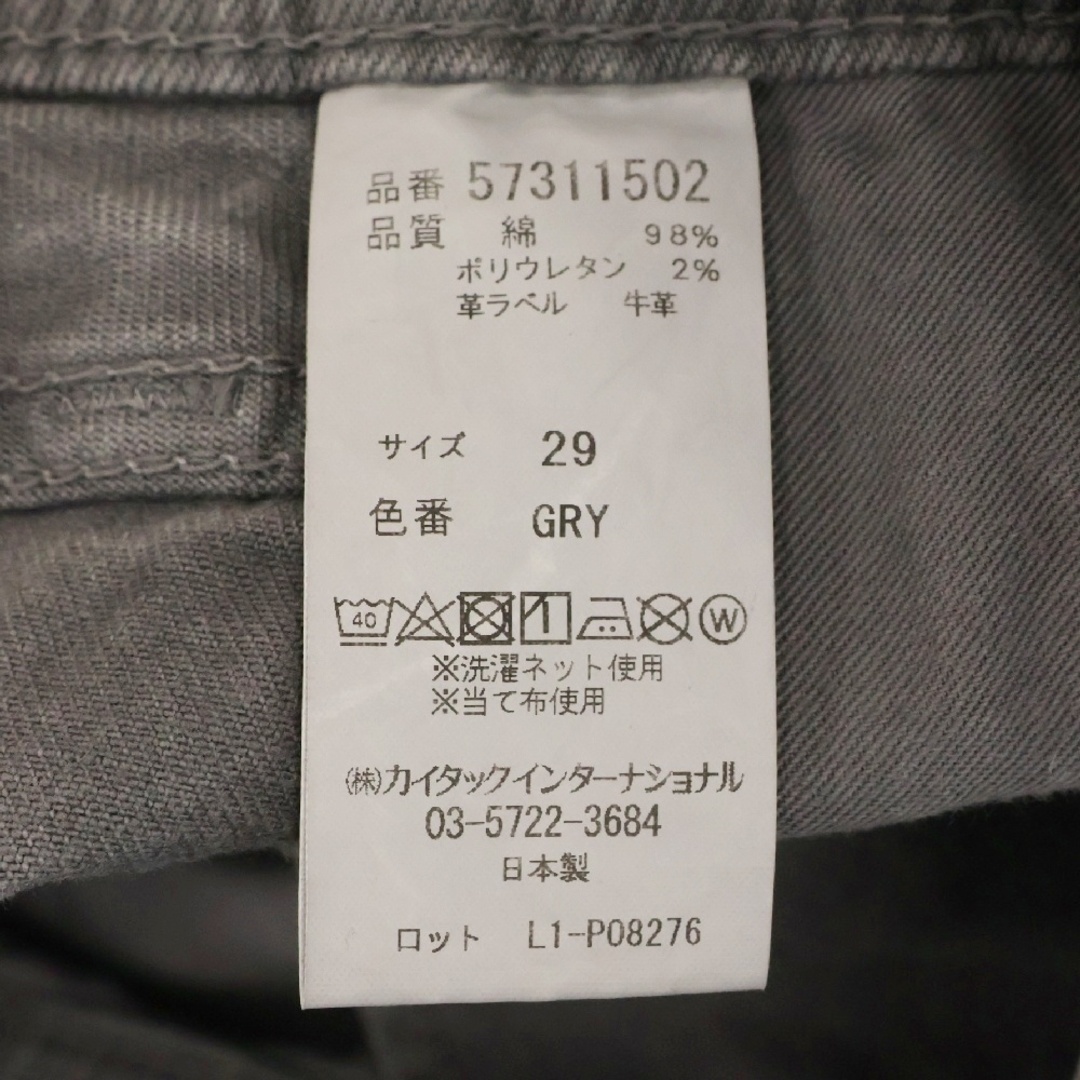 品番 57311502
品質 綿 98%
ポリウレタン 2%
革ラベル 牛革
サイズ 29
色番 GRY
40 W
※洗濯ネット使用
※当て布使用
㈱カイタックインターナショナル
03-5722-3684
日本製
ロット L1-P08276